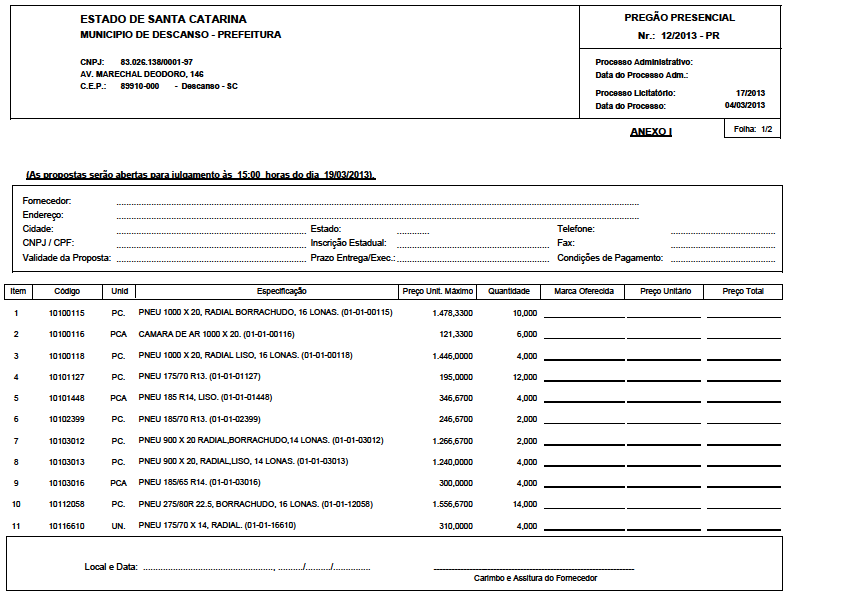 ESTADO DE SANTA CATARINA
MUNICIPIO DE DESCANSO - PREFEITURA
CNPJ: 83.026.138/0001-97
AV. MARECHAL DEODORO, 146
C.E.P.: 89910-000 - Descanso - SC
PREGÃO PRESENCIAL
Nr.: 12/2013 - PR
Processo Administrativo:
Data do Processo Adm.:
Processo Licitatório: 17/2013
Data do Processo: 04/03/2013
ANEXO I
Folha: 1/2
(As propostas serão abertas para julgamento às 15:00 horas do dia 19/03/2013).
Fornecedor:
Endereço:
Cidade: Estado: Telefone:
CNPJ / CPF: Inscrição Estadual: Fax:
Validade da Proposta: Prazo Entrega/Exec.: Condições de Pagamento:
Item Código Unid Especificação Preço Unit. Máximo Quantidade Marca Oferecida Preço Unitário Preço Total
1 10100115 PC. PNEU 1000 X 20, RADIAL BORRACHUDO, 16 LONAS. (01-01-00115) 1.478,3300 10,000
2 10100116 PCA CAMARA DE AR 1000 X 20. (01-01-00116) 121,3300 6,000
3 10100118 PC. PNEU 1000 X 20, RADIAL LISO, 16 LONAS. (01-01-00118) 1.446,0000 4,000
4 10101127 PC. PNEU 175/70 R13. (01-01-01127) 195,0000 12,000
5 10101448 PCA PNEU 185 R14, LISO. (01-01-01448) 346,6700 4,000
6 10102399 PC. PNEU 185/70 R13. (01-01-02399) 246,6700 2,000
7 10103012 PC. PNEU 900 X 20 RADIAL,BORRACHUDO,14 LONAS. (01-01-03012) 1.266,6700 2,000
8 10103013 PC. PNEU 900 X 20, RADIAL,LISO, 14 LONAS. (01-01-03013) 1.240,0000 4,000
9 10103016 PCA PNEU 185/65 R14. (01-01-03016) 300,0000 4,000
10 10112058 PC. PNEU 275/80R 22.5, BORRACHUDO, 16 LONAS. (01-01-12058) 1.556,6700 14,000
11 10116610 UN. PNEU 175/70 X 14, RADIAL. (01-01-16610) 310,0000 4,000
Local e Data: ...................................................., ........../........../...............
Carimbo e Assitura do Fornecedor